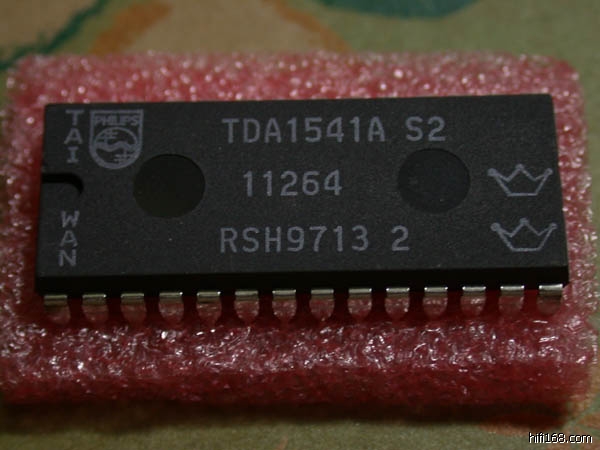 TAI
WAN
PHILIPS
TDA1541A S2
11264
RSH9713 2
hifi168.com